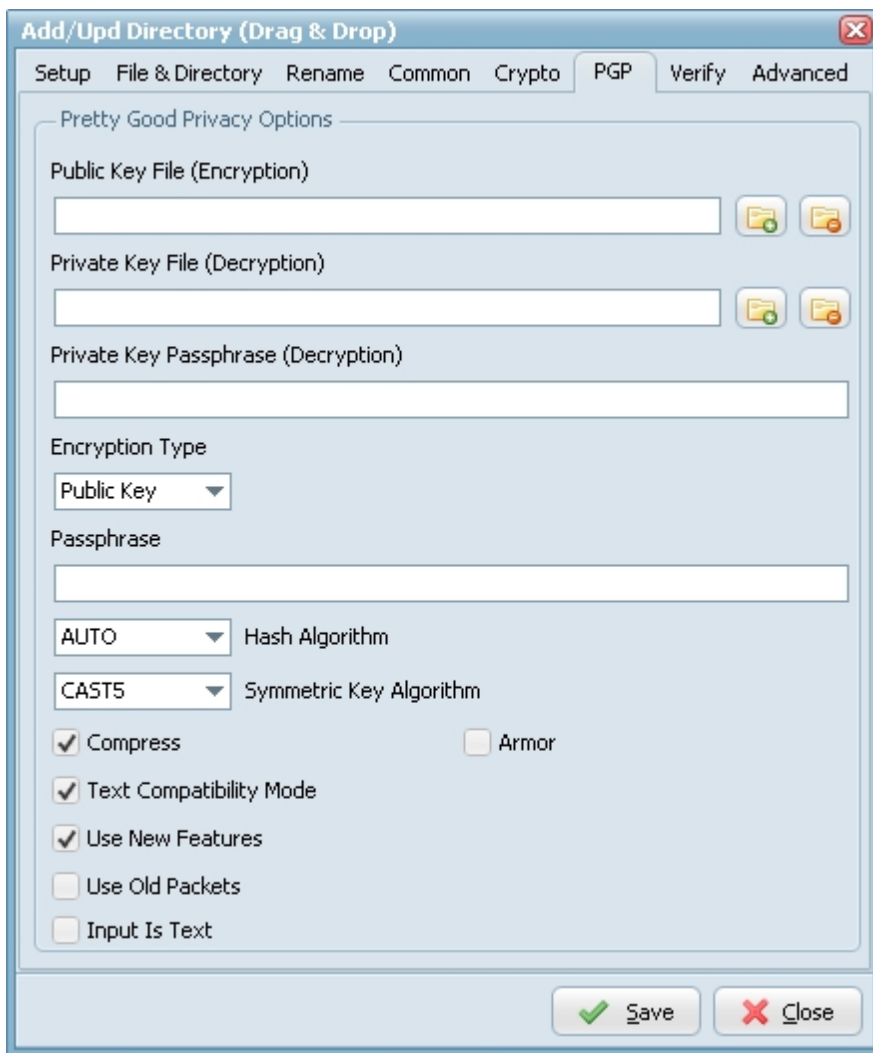 Add/Upd Directory (Drag & Drop)
Setup File & Directory Rename Common Crypto PGP Verify Advanced
Pretty Good Privacy Options
Public Key File (Encryption)
Private Key File (Decryption)
Private Key Passphrase (Decryption)
Encryption Type
Public Key
Passphrase
AUTO Hash Algorithm
CAST5 Symmetric Key Algorithm
Compress Armor
Text Compatibility Mode
Use New Features
Use Old Packets
Input Is Text
Save Close